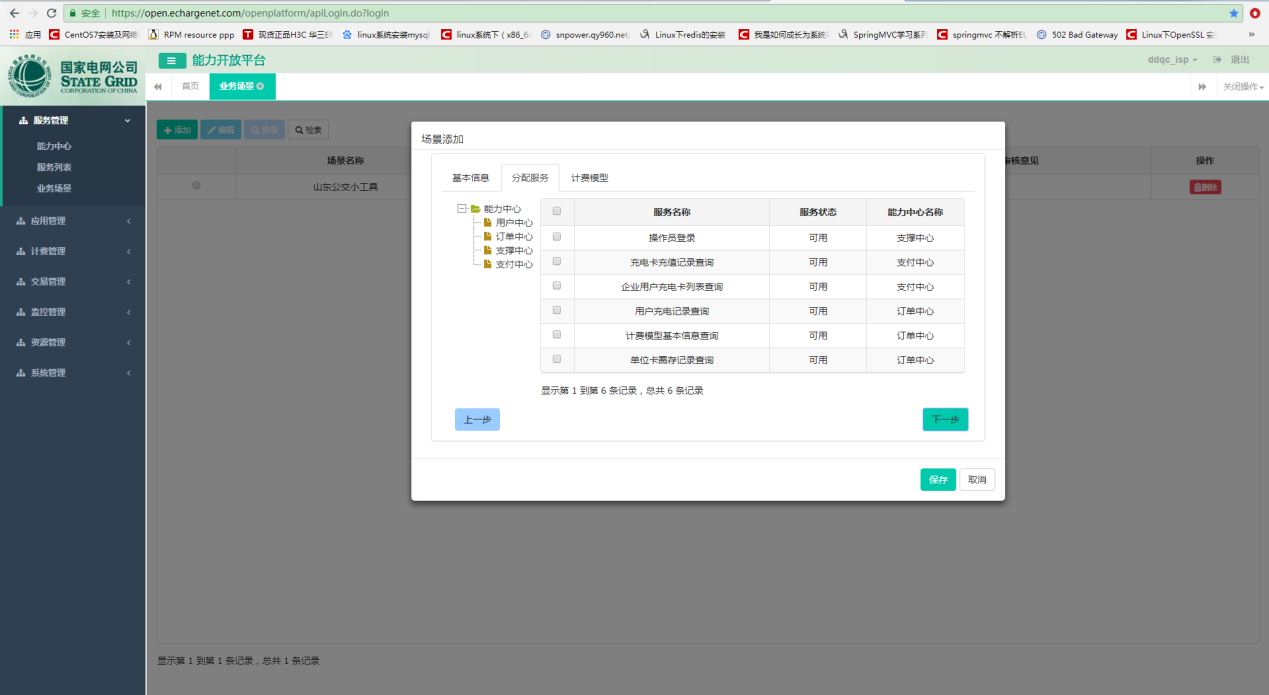 安全 | https://open.echargenet.com/openplatform/apiLogin.do?login
应用 CentOS7安装及网络 RPM resource ppp 现货正品H3C 华三ER linux系统安装mysql linux系统下（x86_64 snpower.qy960.net/ Linux下redis的安装 我是如何成长为系统 SpringMVC学习系列 springmvc 不解析EL 502 Bad Gateway Linux下OpenSSL 安 »
国家电网公司
STATE GRID
CORPORATION OF CHINA
能力开放平台
ddqc_isp
退出
首页
业务场景
关闭操作
服务管理
能力中心
服务列表
业务场景
应用管理
计费管理
交易管理
监控管理
资源管理
系统管理
添加 编辑 检索
场景名称 审核意见 操作
山东公交小工具 删除
场景添加
基本信息 分配服务 计费模型
能力中心
用户中心
订单中心
支撑中心
支付中心
服务名称 服务状态 能力中心名称
操作员登录 可用 支撑中心
充电卡充值记录查询 可用 支付中心
企业用户充电卡列表查询 可用 支付中心
用户充电记录查询 可用 订单中心
计费模型基本信息查询 可用 订单中心
单位卡圈存记录查询 可用 订单中心
显示第 1 到第 6 条记录，总共 6 条记录
上一步 下一步
保存 取消
显示第 1 到第 1 条记录，总共 1 条记录